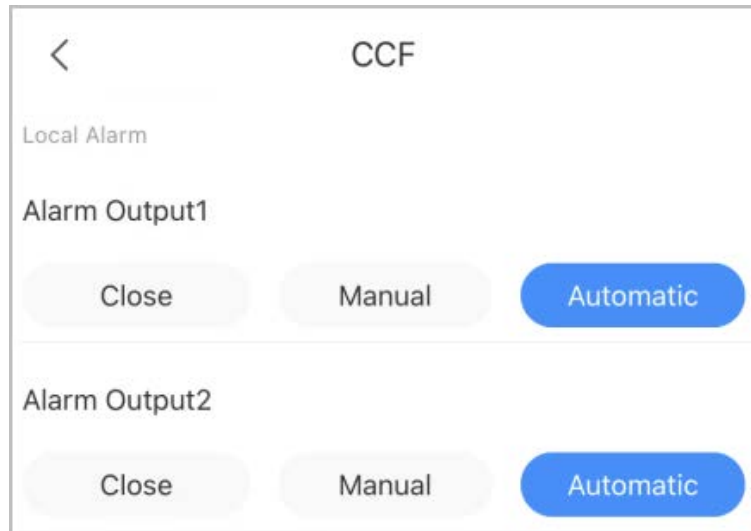 CCF
Local Alarm
Alarm Output1
Close Manual Automatic
Alarm Output2
Close Manual Automatic